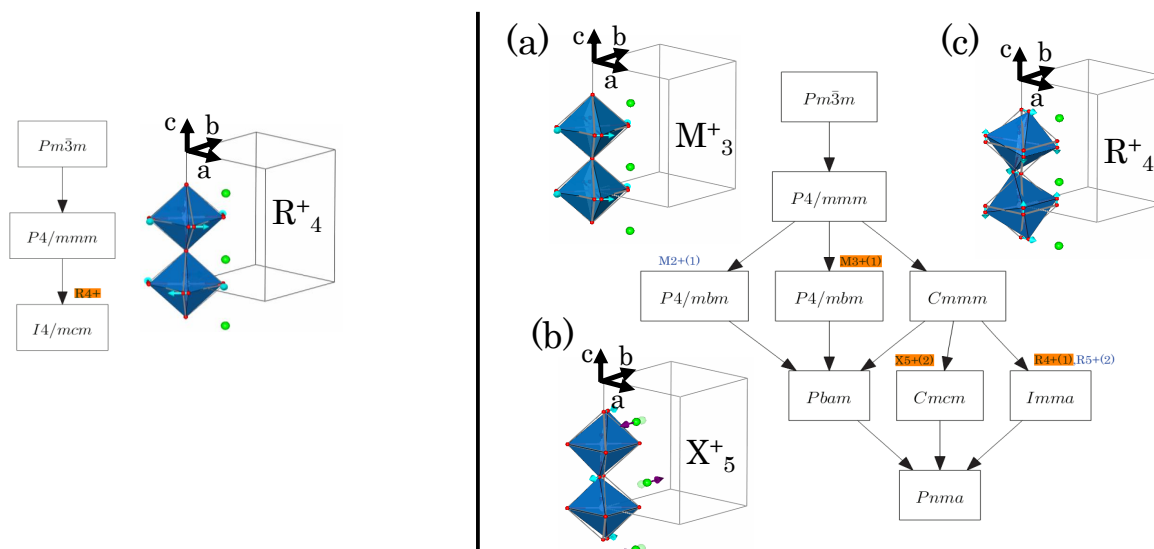 c
b
a
Pm3̄m
P4/mmm
R4+
I4/mcm
R⁺₄
(a)
c
b
a
M⁺₃
(c)
c
b
a
R⁺₄
Pm3̄m
P4/mmm
M2+(1)
M3+(1)
P4/mbm
P4/mbm
Cmmm
(b)
c
b
a
X⁺₅
X5+(2)
R4+(1),R5+(2)
Pbam
Cmcm
Imma
Pnma